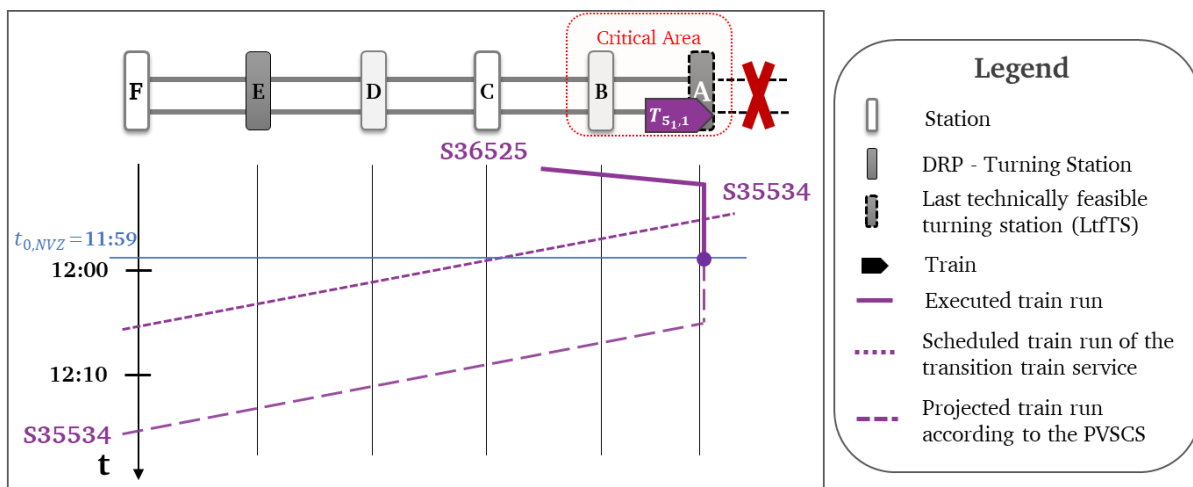 Critical Area
F
E
D
C
B
A
T5₁,1
S36525
S35534
t0,NVZ = 11:59
12:00
12:10
S35534
t
Legend
Station
DRP - Turning Station
Last technically feasible
turning station (LtfTS)
Train
Executed train run
Scheduled train run of the
transition train service
Projected train run
according to the PVSCS